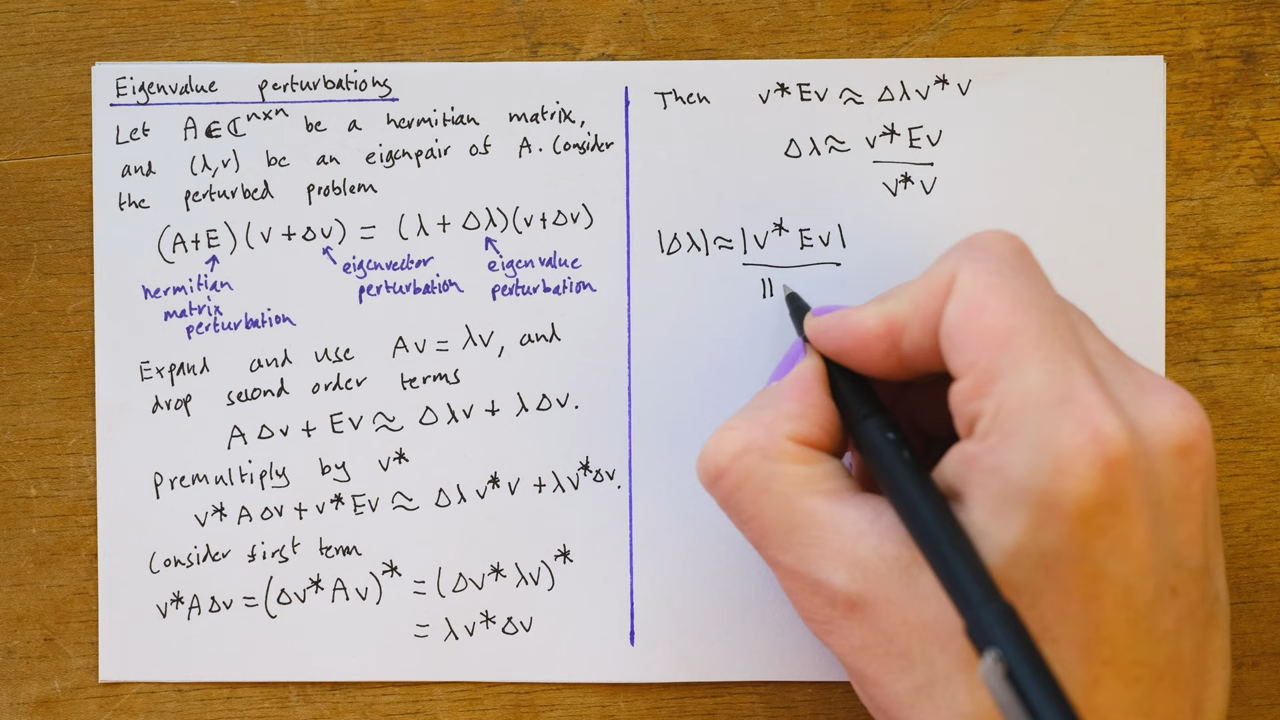 Eigenvalue perturbations
Let A ∈ ℂⁿˣⁿ be a hermitian matrix,
and (λ,v) be an eigenpair of A. Consider
the perturbed problem
(A+E)(v+Δv) = (λ+Δλ)(v+Δv)
hermitian
matrix
perturbation
eigenvector
perturbation
eigenvalue
perturbation
Expand and use Av = λv, and
drop second order terms
AΔv + Ev ≈ Δλv + λΔv.
Premultiply by v*
v*AΔv + v*Ev ≈ Δλv*v + λv*Δv.
Consider first term
v*AΔv = (Δv*Av)* = (Δv*λv)*
= λv*Δv
Then v*Ev ≈ Δλv*v
Δλ ≈ v*Ev
v*v
|Δλ| ≈ |v*Ev|
||